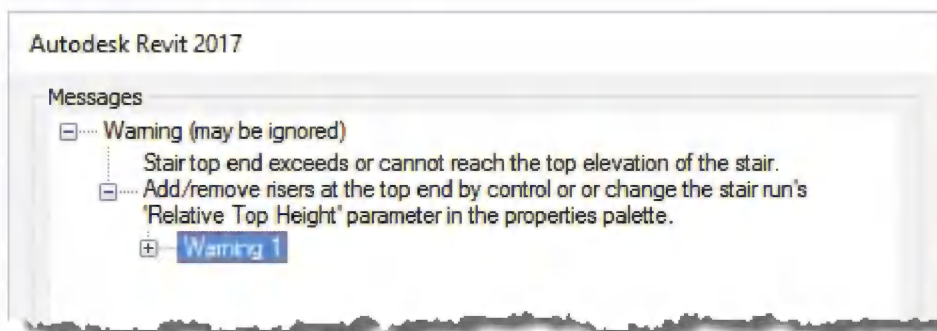 Autodesk Revit 2017
Messages
Warning (may be ignored)
Stair top end exceeds or cannot reach the top elevation of the stair.
Add/remove risers at the top end by control or or change the stair run's
'Relative Top Height' parameter in the properties palette.
Warning 1